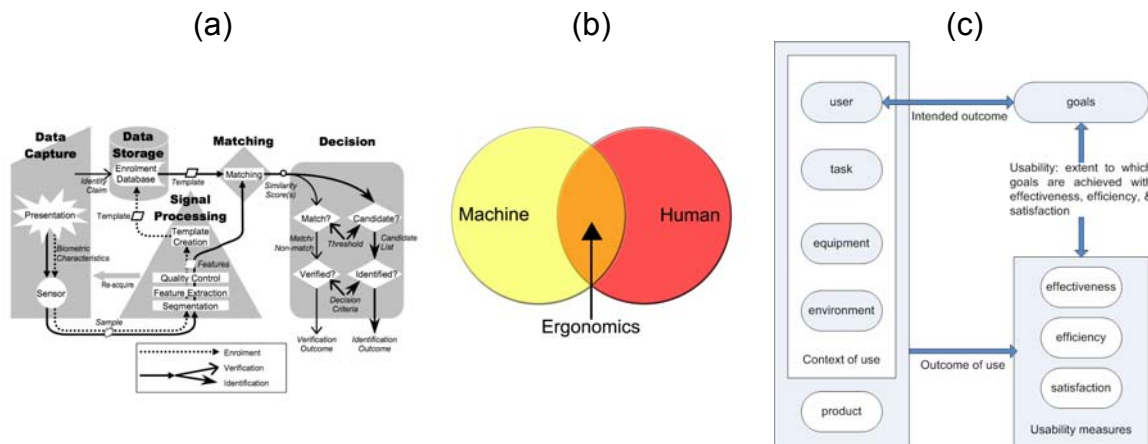 (a)
Data
Capture
Data
Storage
Matching
Decision
Enrolment
Database
Identity
Claim
Template
Matching
Similarity
Score(s)
Presentation
Template
Signal
Processing
Template
Creation
Match?
Candidate?
Threshold
Match/
Non-match
Candidate
List
Biometric
Characteristics
Features
Re-acquire
Quality Control
Feature Extraction
Segmentation
Sensor
Verified?
Identified?
Decision
Criteria
Sample
Verification
Outcome
Identification
Outcome
Enrolment
Verification
Identification
(b)
Machine
Human
Ergonomics
(c)
user
goals
Intended outcome
task
Usability: extent to which
goals are achieved with
effectiveness, efficiency, &
satisfaction
equipment
environment
Context of use
product
Outcome of use
effectiveness
efficiency
satisfaction
Usability measures